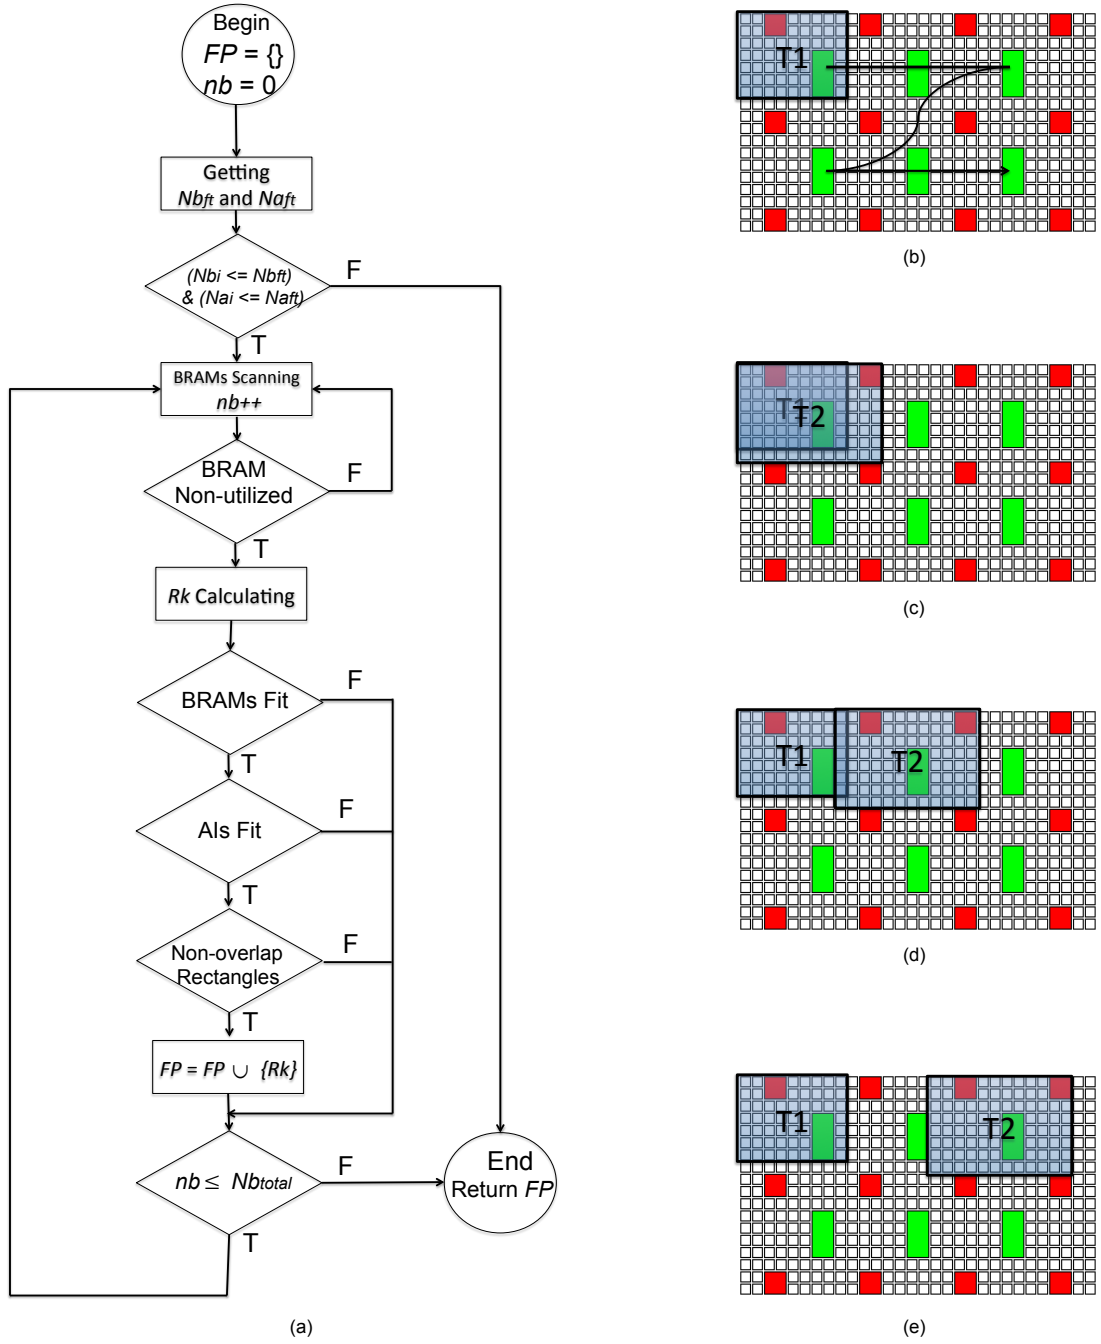 Begin
FP = {}
nb = 0
Getting
Nbft and Naft
(Nbi <= Nbft)
& (Nai <= Naft)
F
T
BRAMs Scanning
nb++
BRAM
Non-utilized
F
T
Rk Calculating
BRAMs Fit
F
T
AIs Fit
F
T
Non-overlap
Rectangles
F
T
FP = FP ∪ {Rk}
nb ≤ Nbtotal
F
T
End
Return FP
(a)
T1
(b)
T1
T2
(c)
T1
T2
(d)
T1
T2
(e)